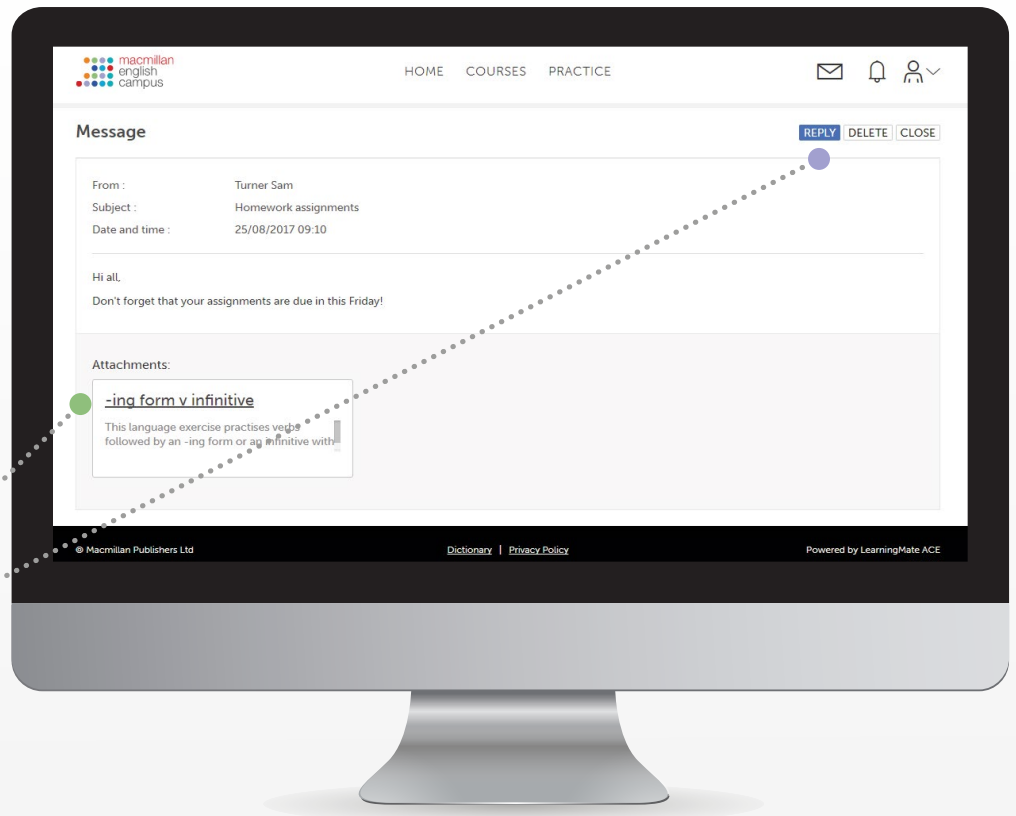 macmillan
english
campus
HOME COURSES PRACTICE
Message
REPLY DELETE CLOSE
From : Turner Sam
Subject : Homework assignments
Date and time : 25/08/2017 09:10
Hi all,
Don't forget that your assignments are due in this Friday!
Attachments:
-ing form v infinitive
This language exercise practises verbs
followed by an -ing form or an infinitive with
© Macmillan Publishers Ltd Dictionary | Privacy Policy Powered by LearningMate ACE